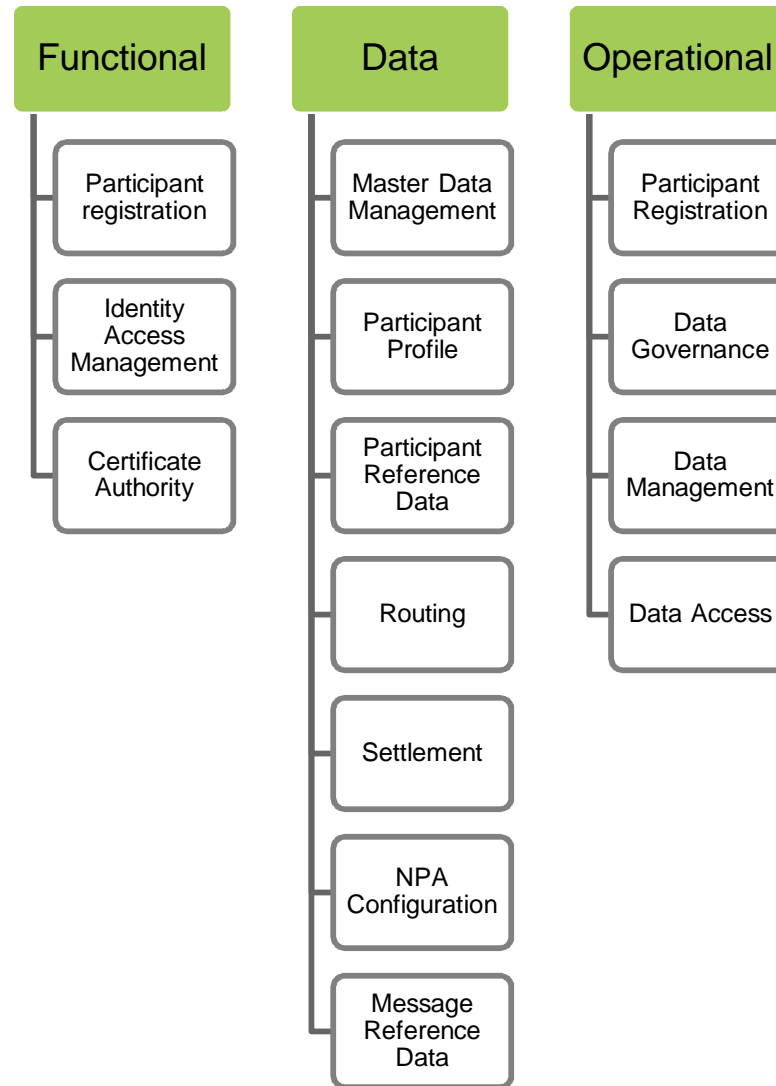 Functional
Participant
registration
Identity
Access
Management
Certificate
Authority
Data
Master Data
Management
Participant
Profile
Participant
Reference
Data
Routing
Settlement
NPA
Configuration
Message
Reference
Data
Operational
Participant
Registration
Data
Governance
Data
Management
Data Access